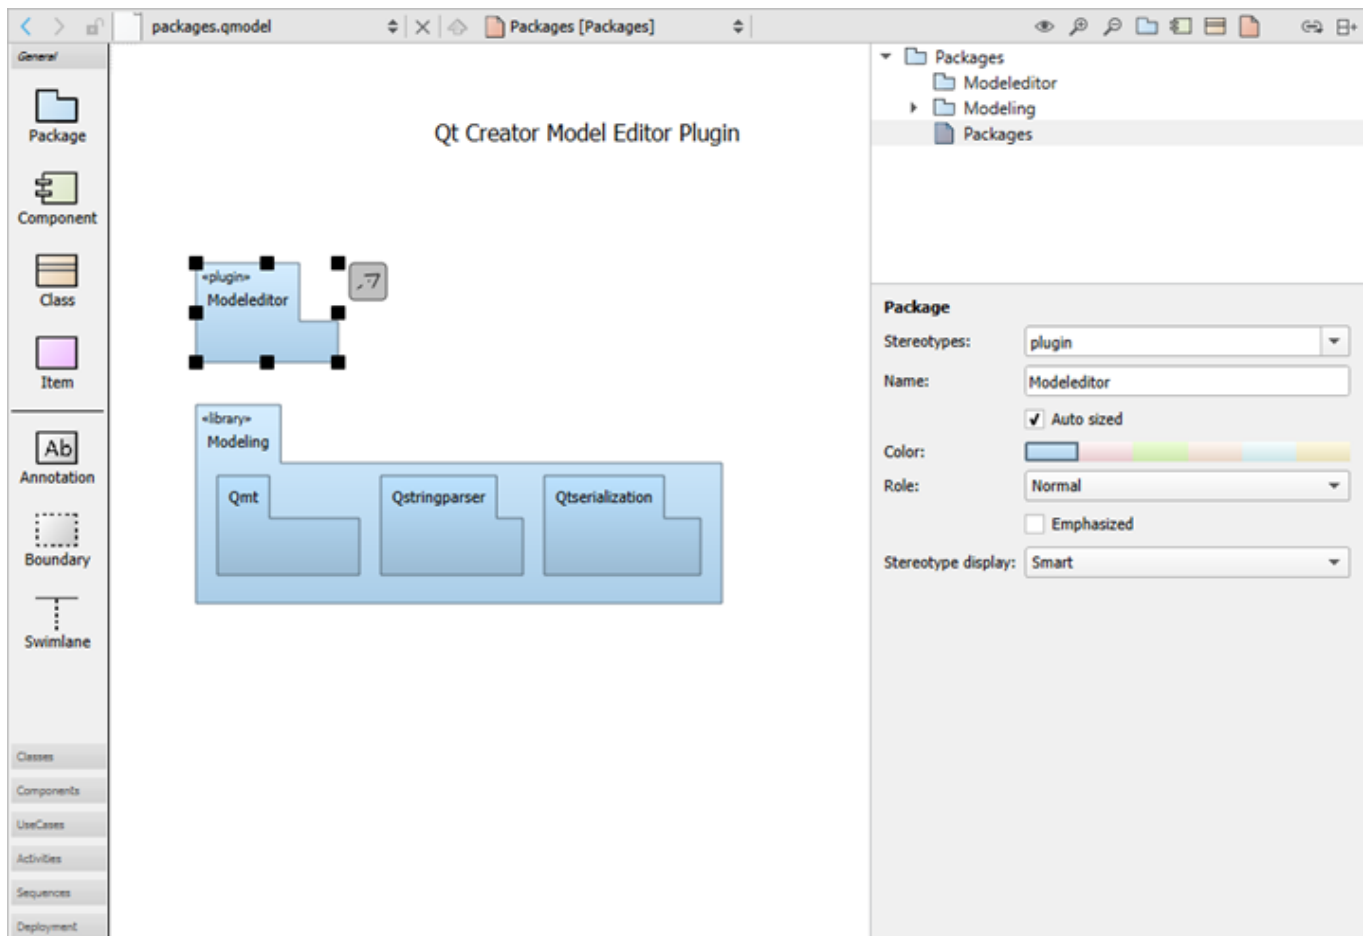 packages.qmodel
Packages [Packages]
General
Package
Component
Class
Item
Ab
Annotation
Boundary
Swimlane
Classes
Components
UseCases
Activities
Sequences
Deployment
Qt Creator Model Editor Plugin
«plugin»
Modeleditor
«library»
Modeling
Qmt
Qstringparser
Qtserialization
Packages
Modeleditor
Modeling
Packages
Package
Stereotypes: plugin
Name: Modeleditor
Auto sized
Color:
Role: Normal
Emphasized
Stereotype display: Smart